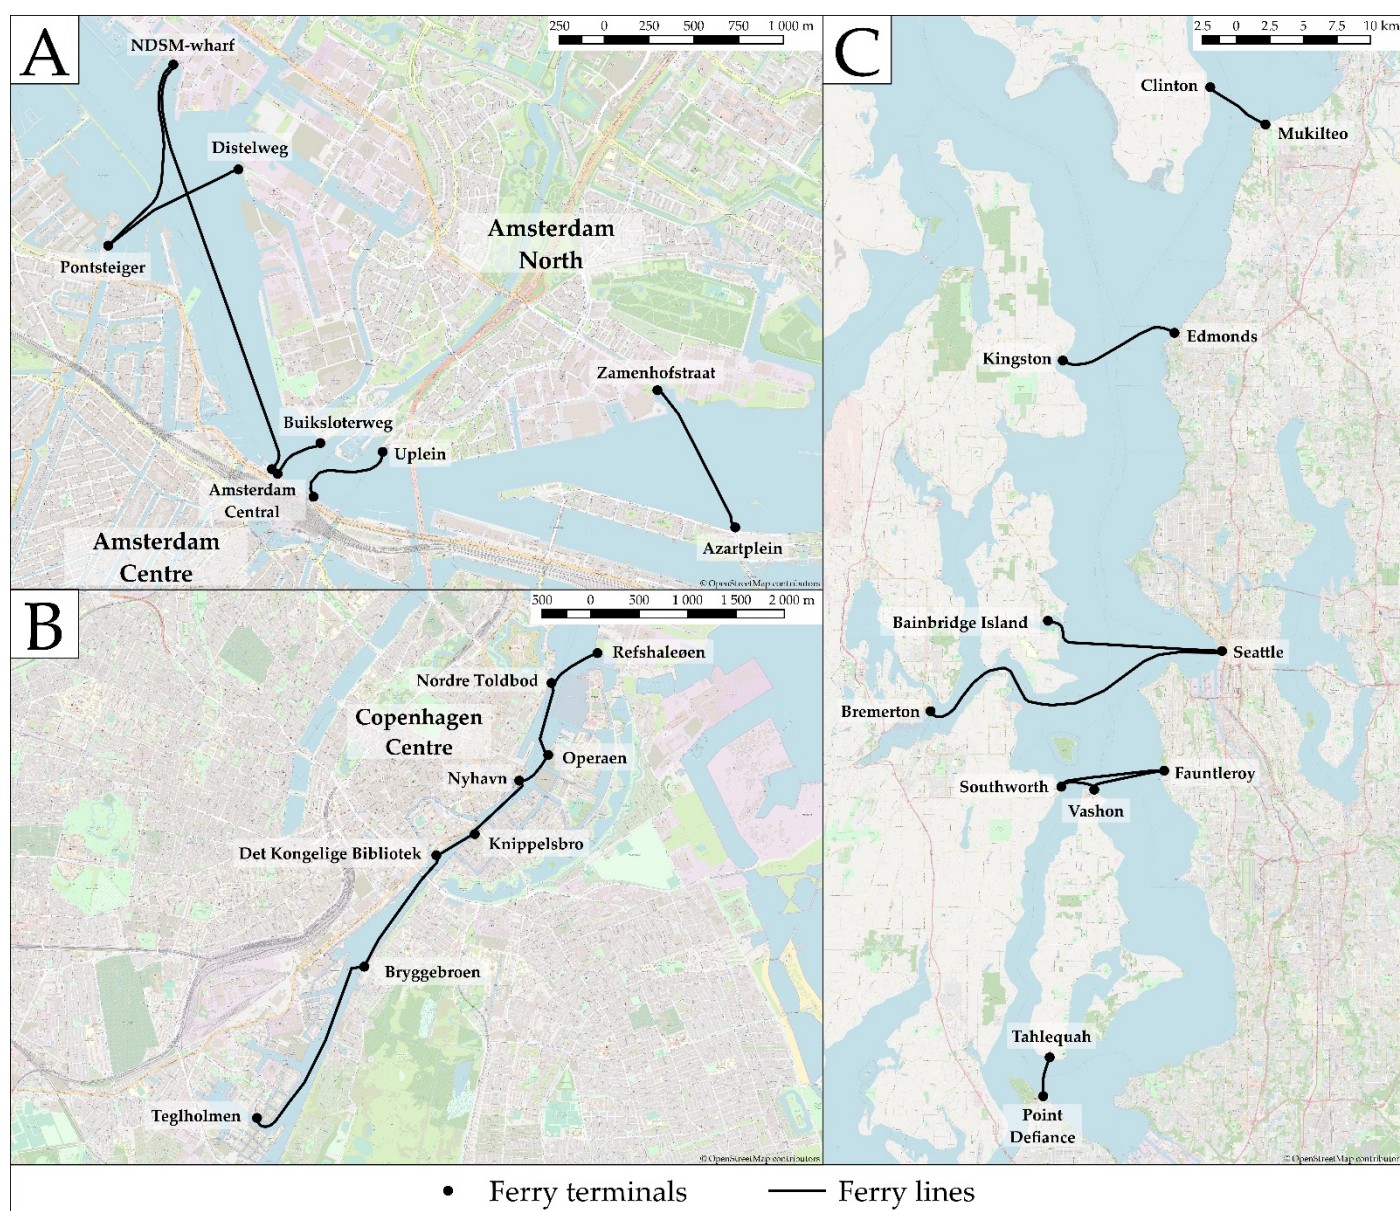 A
250 0 250 500 750 1 000 m
NDSM-wharf
Distelweg
Amsterdam
North
Pontsteiger
Zamenhofstraat
Buiksloterweg
Uplein
Amsterdam
Central
Amsterdam
Centre
Azartplein
© OpenStreetMap contributors
B
500 0 500 1 000 1 500 2 000 m
Refshaleøen
Nordre Toldbod
Copenhagen
Centre
Operaen
Nyhavn
Knippelsbro
Det Kongelige Bibliotek
Bryggebroen
Teglholmen
© OpenStreetMap contributors
C
2.5 0 2.5 5 7.5 10 km
Clinton
Mukilteo
Edmonds
Kingston
Bainbridge Island
Seattle
Bremerton
Fauntleroy
Southworth
Vashon
Tahlequah
Point
Defiance
© OpenStreetMap contributor
Ferry terminals
Ferry lines